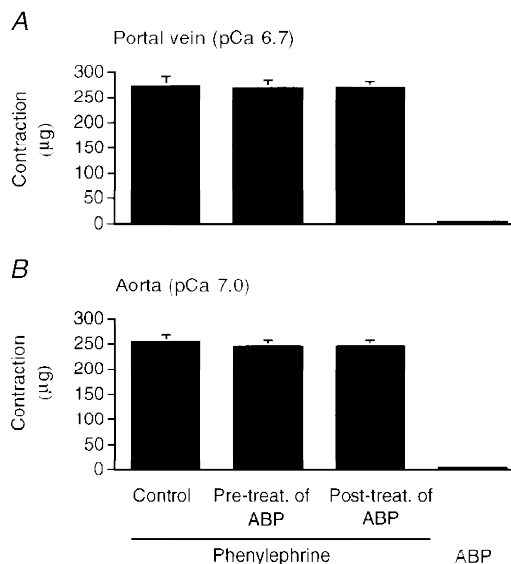 A
Portal vein (pCa 6.7)
300
250
200
150
100
50
0
Contraction
(μg)
B
Aorta (pCa 7.0)
300
250
200
150
100
50
0
Contraction
(μg)
Control
Pre-treat. of
ABP
Post-treat. of
ABP
Phenylephrine
ABP